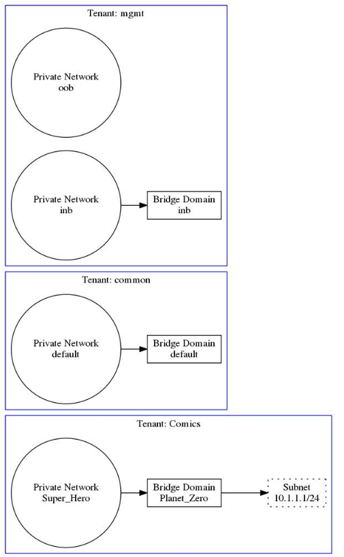 Tenant: mgmt
Private Network
oob
Private Network
inb
Bridge Domain
inb
Tenant: common
Private Network
default
Bridge Domain
default
Tenant: Comics
Private Network
Super_Hero
Bridge Domain
Planet_Zero
Subnet
10.1.1.1/24